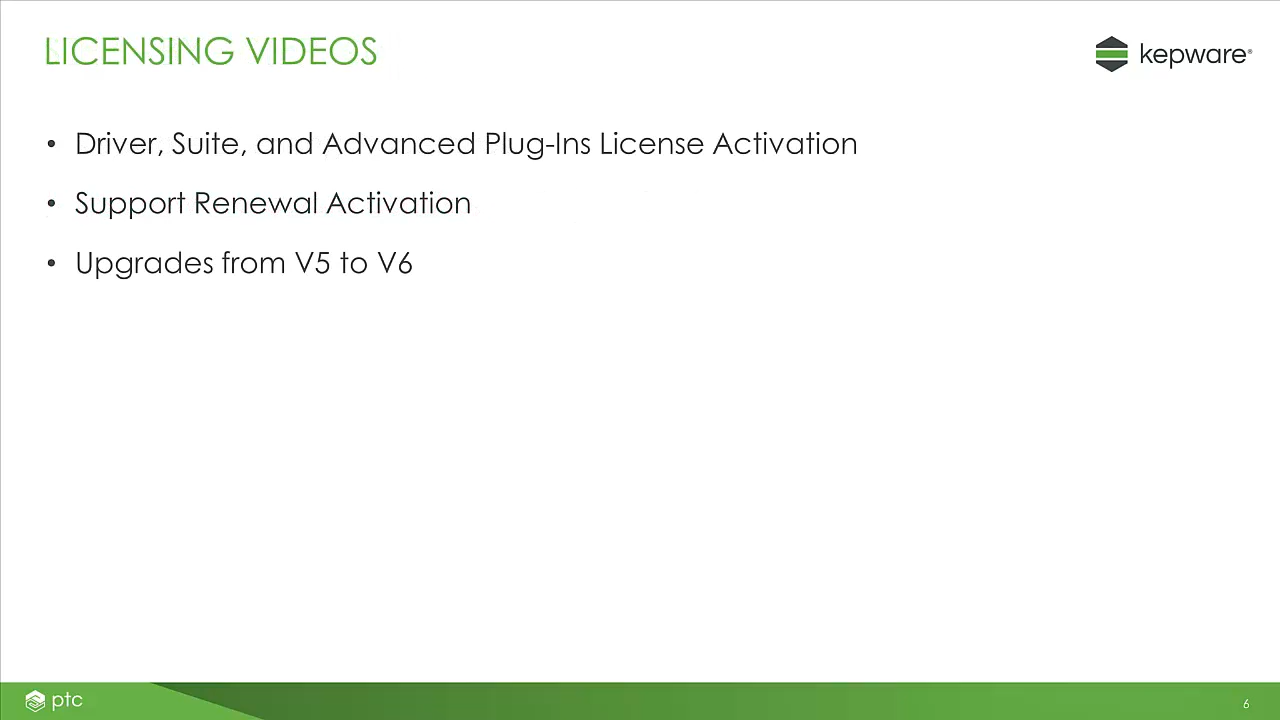 LICENSING VIDEOS
kepware®
• Driver, Suite, and Advanced Plug-Ins License Activation
• Support Renewal Activation
• Upgrades from V5 to V6
ptc
6